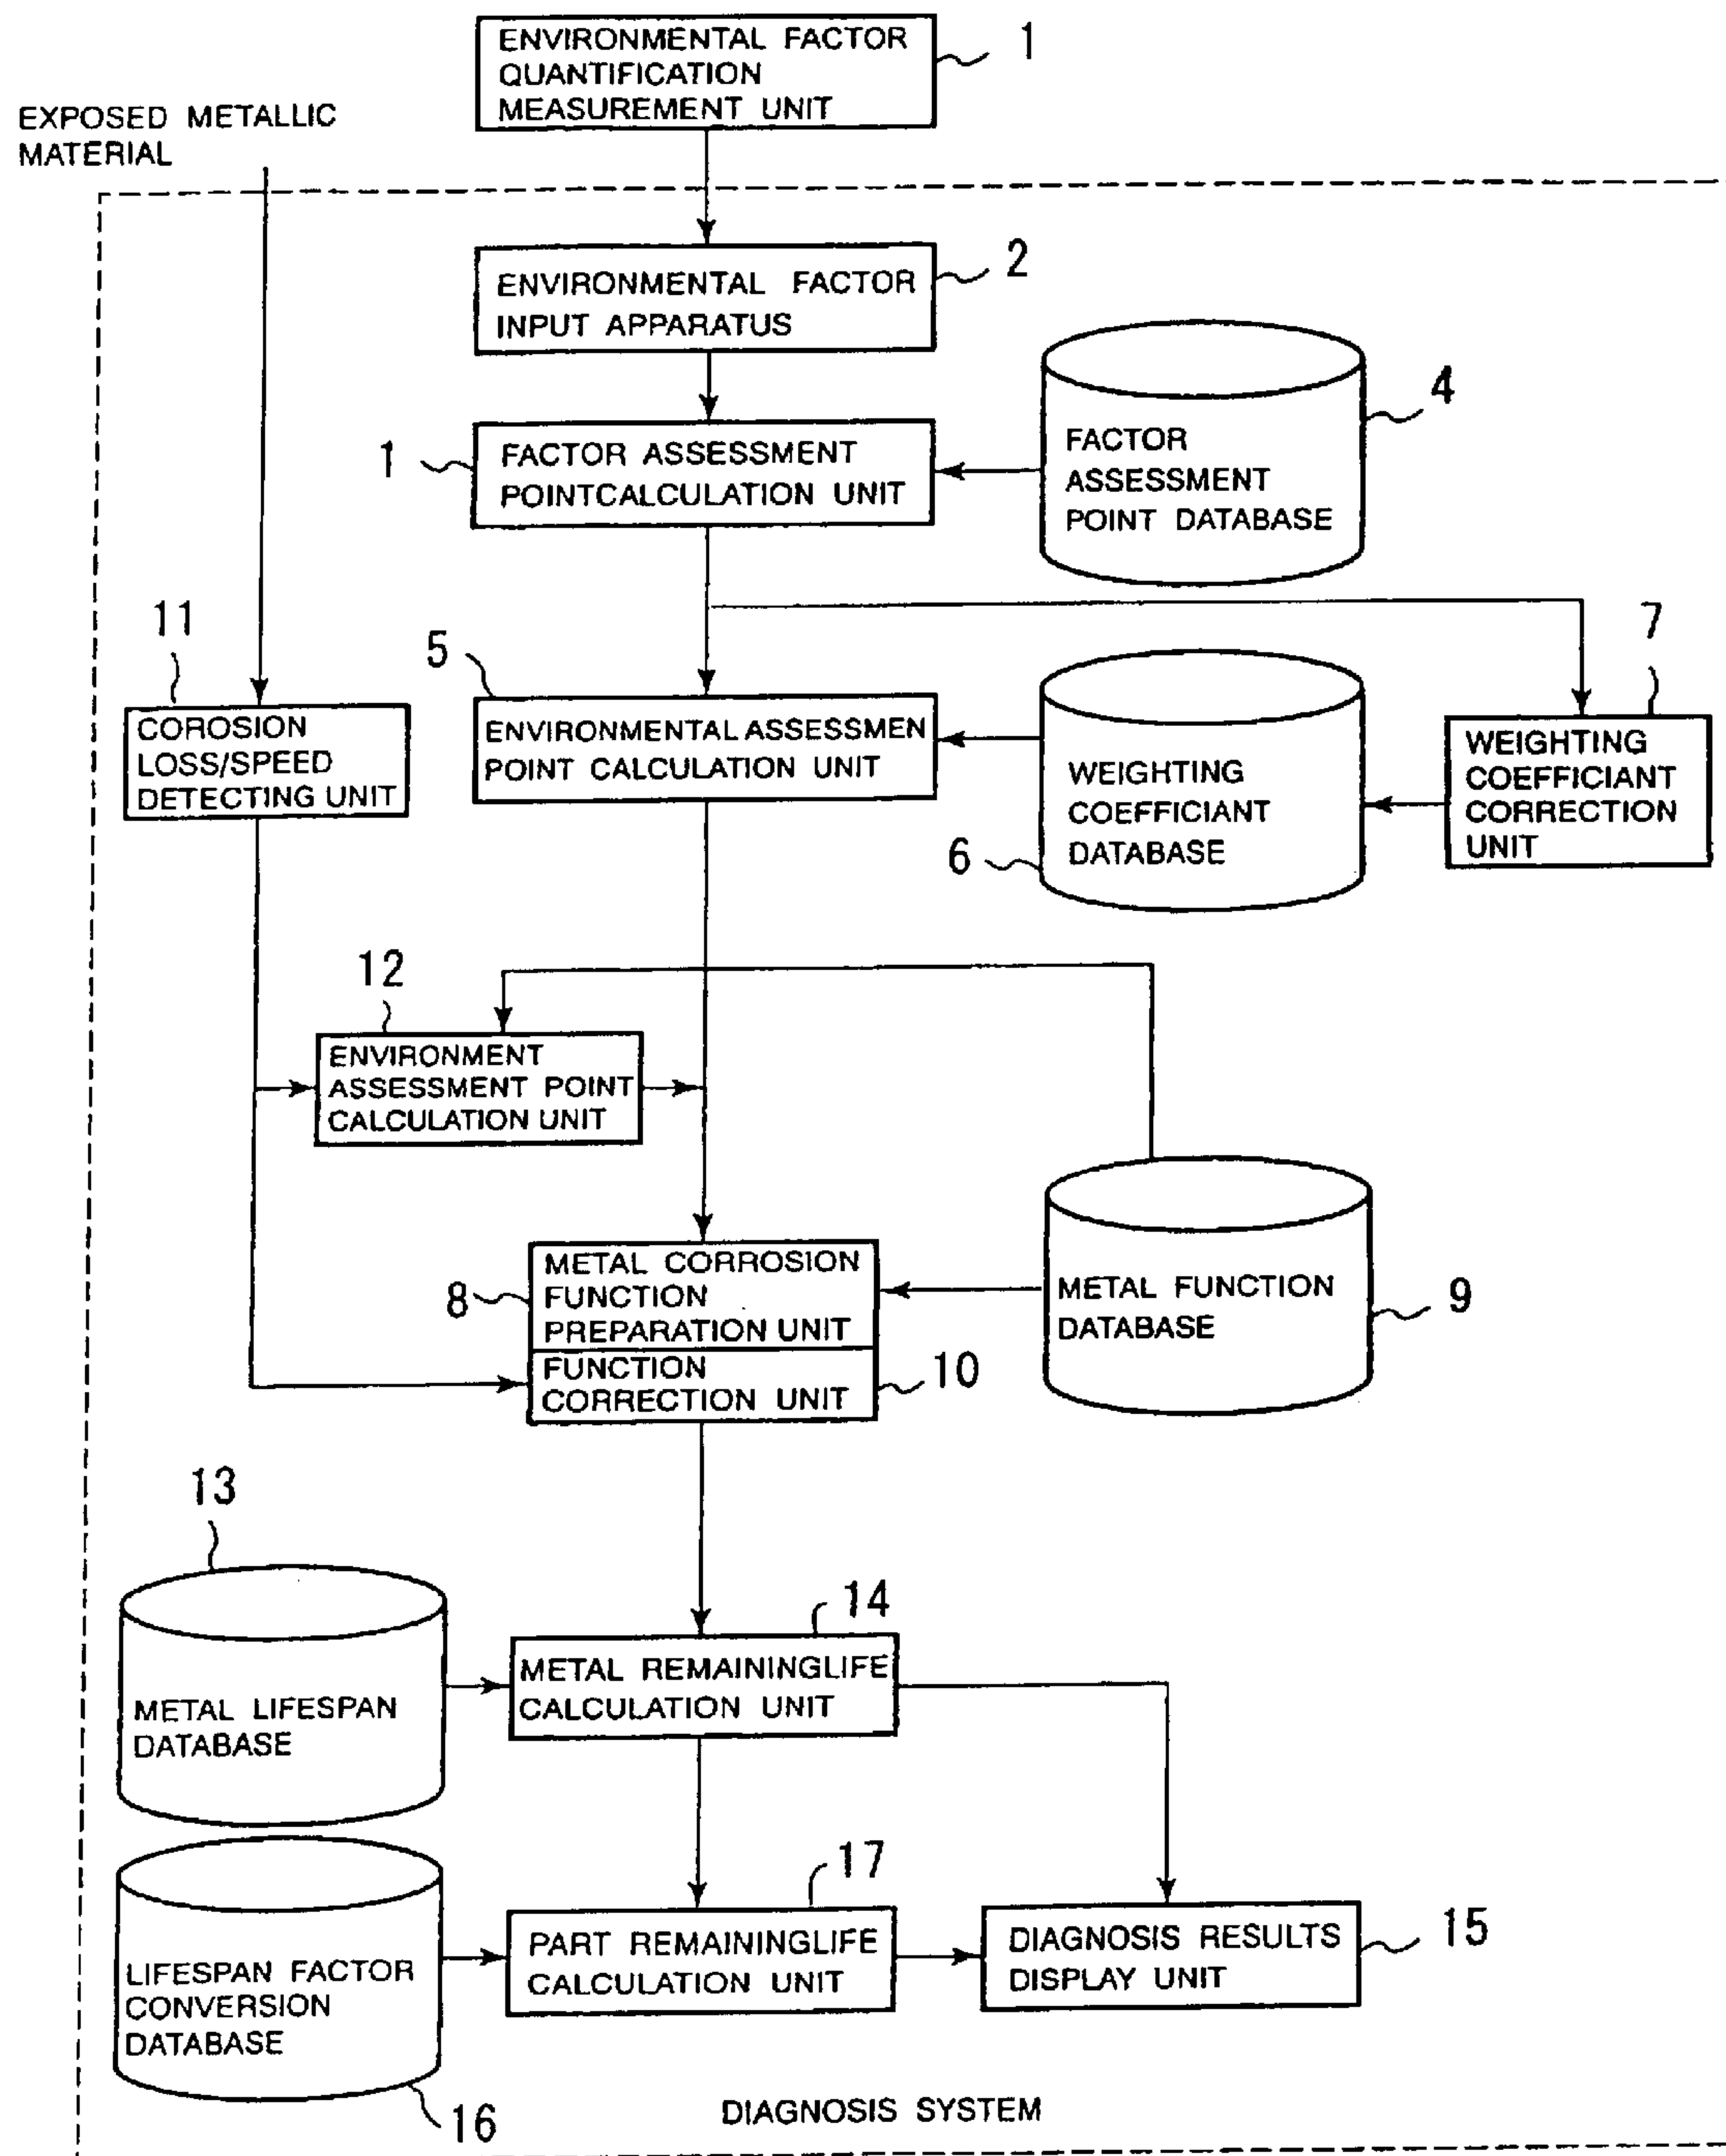 ENVIRONMENTAL FACTOR
QUANTIFICATION
MEASUREMENT UNIT
1
EXPOSED METALLIC
MATERIAL
ENVIRONMENTAL FACTOR
INPUT APPARATUS
2
FACTOR ASSESSMENT
POINTCALCULATION UNIT
1
FACTOR
ASSESSMENT
POINT DATABASE
4
11
COROSION
LOSS/SPEED
DETECTING UNIT
5
ENVIRONMENTAL ASSESSMEN
POINT CALCULATION UNIT
WEIGHTING
COEFFICIANT
DATABASE
6
7
WEIGHTING
COEFFICIANT
CORRECTION
UNIT
12
ENVIRONMENT
ASSESSMENT POINT
CALCULATION UNIT
METAL CORROSION
FUNCTION
PREPARATION UNIT
8
FUNCTION
CORRECTION UNIT
10
METAL FUNCTION
DATABASE
9
13
METAL LIFESPAN
DATABASE
14
METAL REMAININGLIFE
CALCULATION UNIT
LIFESPAN FACTOR
CONVERSION
DATABASE
16
17
PART REMAININGLIFE
CALCULATION UNIT
DIAGNOSIS RESULTS
DISPLAY UNIT
15
DIAGNOSIS SYSTEM